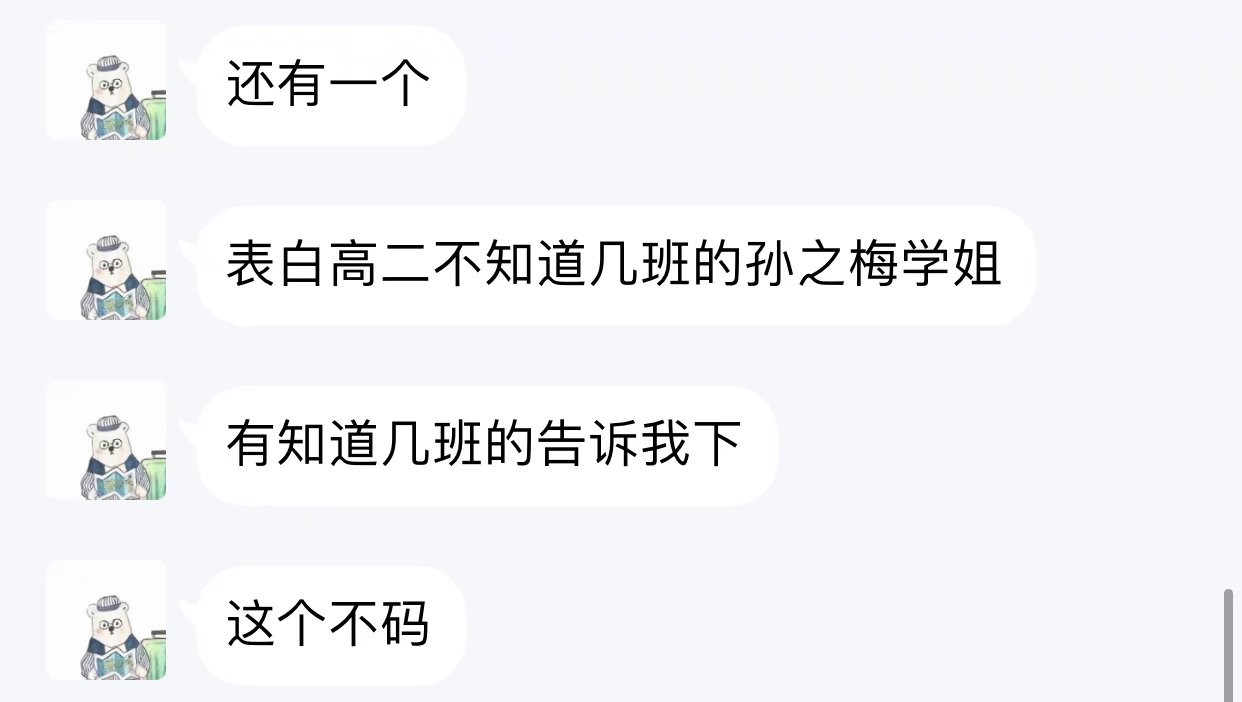 还有一个
表白高二不知道几班的孙之梅学姐
有知道几班的告诉我下
这个不码